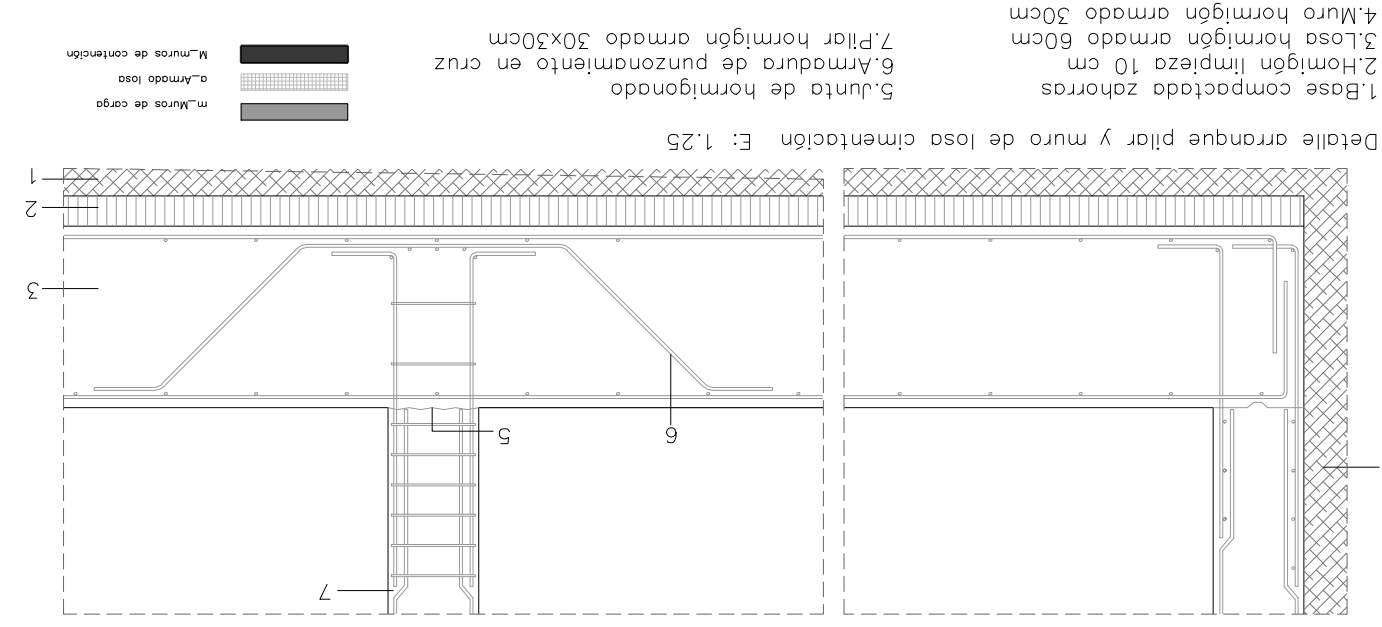 7
6
5
3
2
1
Detalle arranque pilar y muro de losa cimentación E: 1.25
1.Base compactada zahorras
2.Homigón limpieza 10 cm
3.Losa hormigón armado 60cm
4.Muro hormigón armado 30cm
5.Junta de hormigonado
6.Armadura de punzonamiento en cruz
7.Pilar hormigón armado 30x30cm
m_Muros de carga
a_Armado losa
M_muros de contención